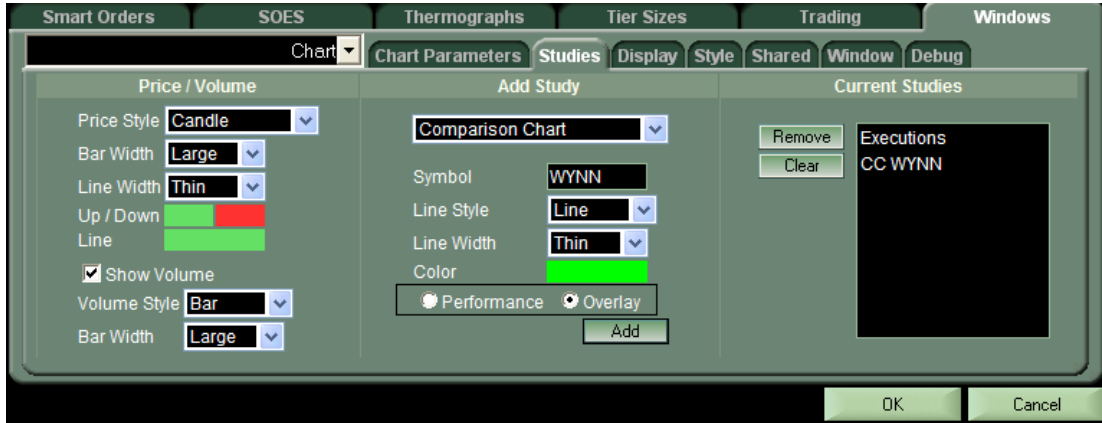 Smart Orders SOES Thermographs Tier Sizes Trading Windows
Chart Chart Parameters Studies Display Style Shared Window Debug
Price / Volume
Price Style Candle
Bar Width Large
Line Width Thin
Up / Down
Line
Show Volume
Volume Style Bar
Bar Width Large
Add Study
Comparison Chart
Symbol WYNN
Line Style Line
Line Width Thin
Color
Performance Overlay
Add
Current Studies
Remove
Clear
Executions
CC WYNN
OK Cancel